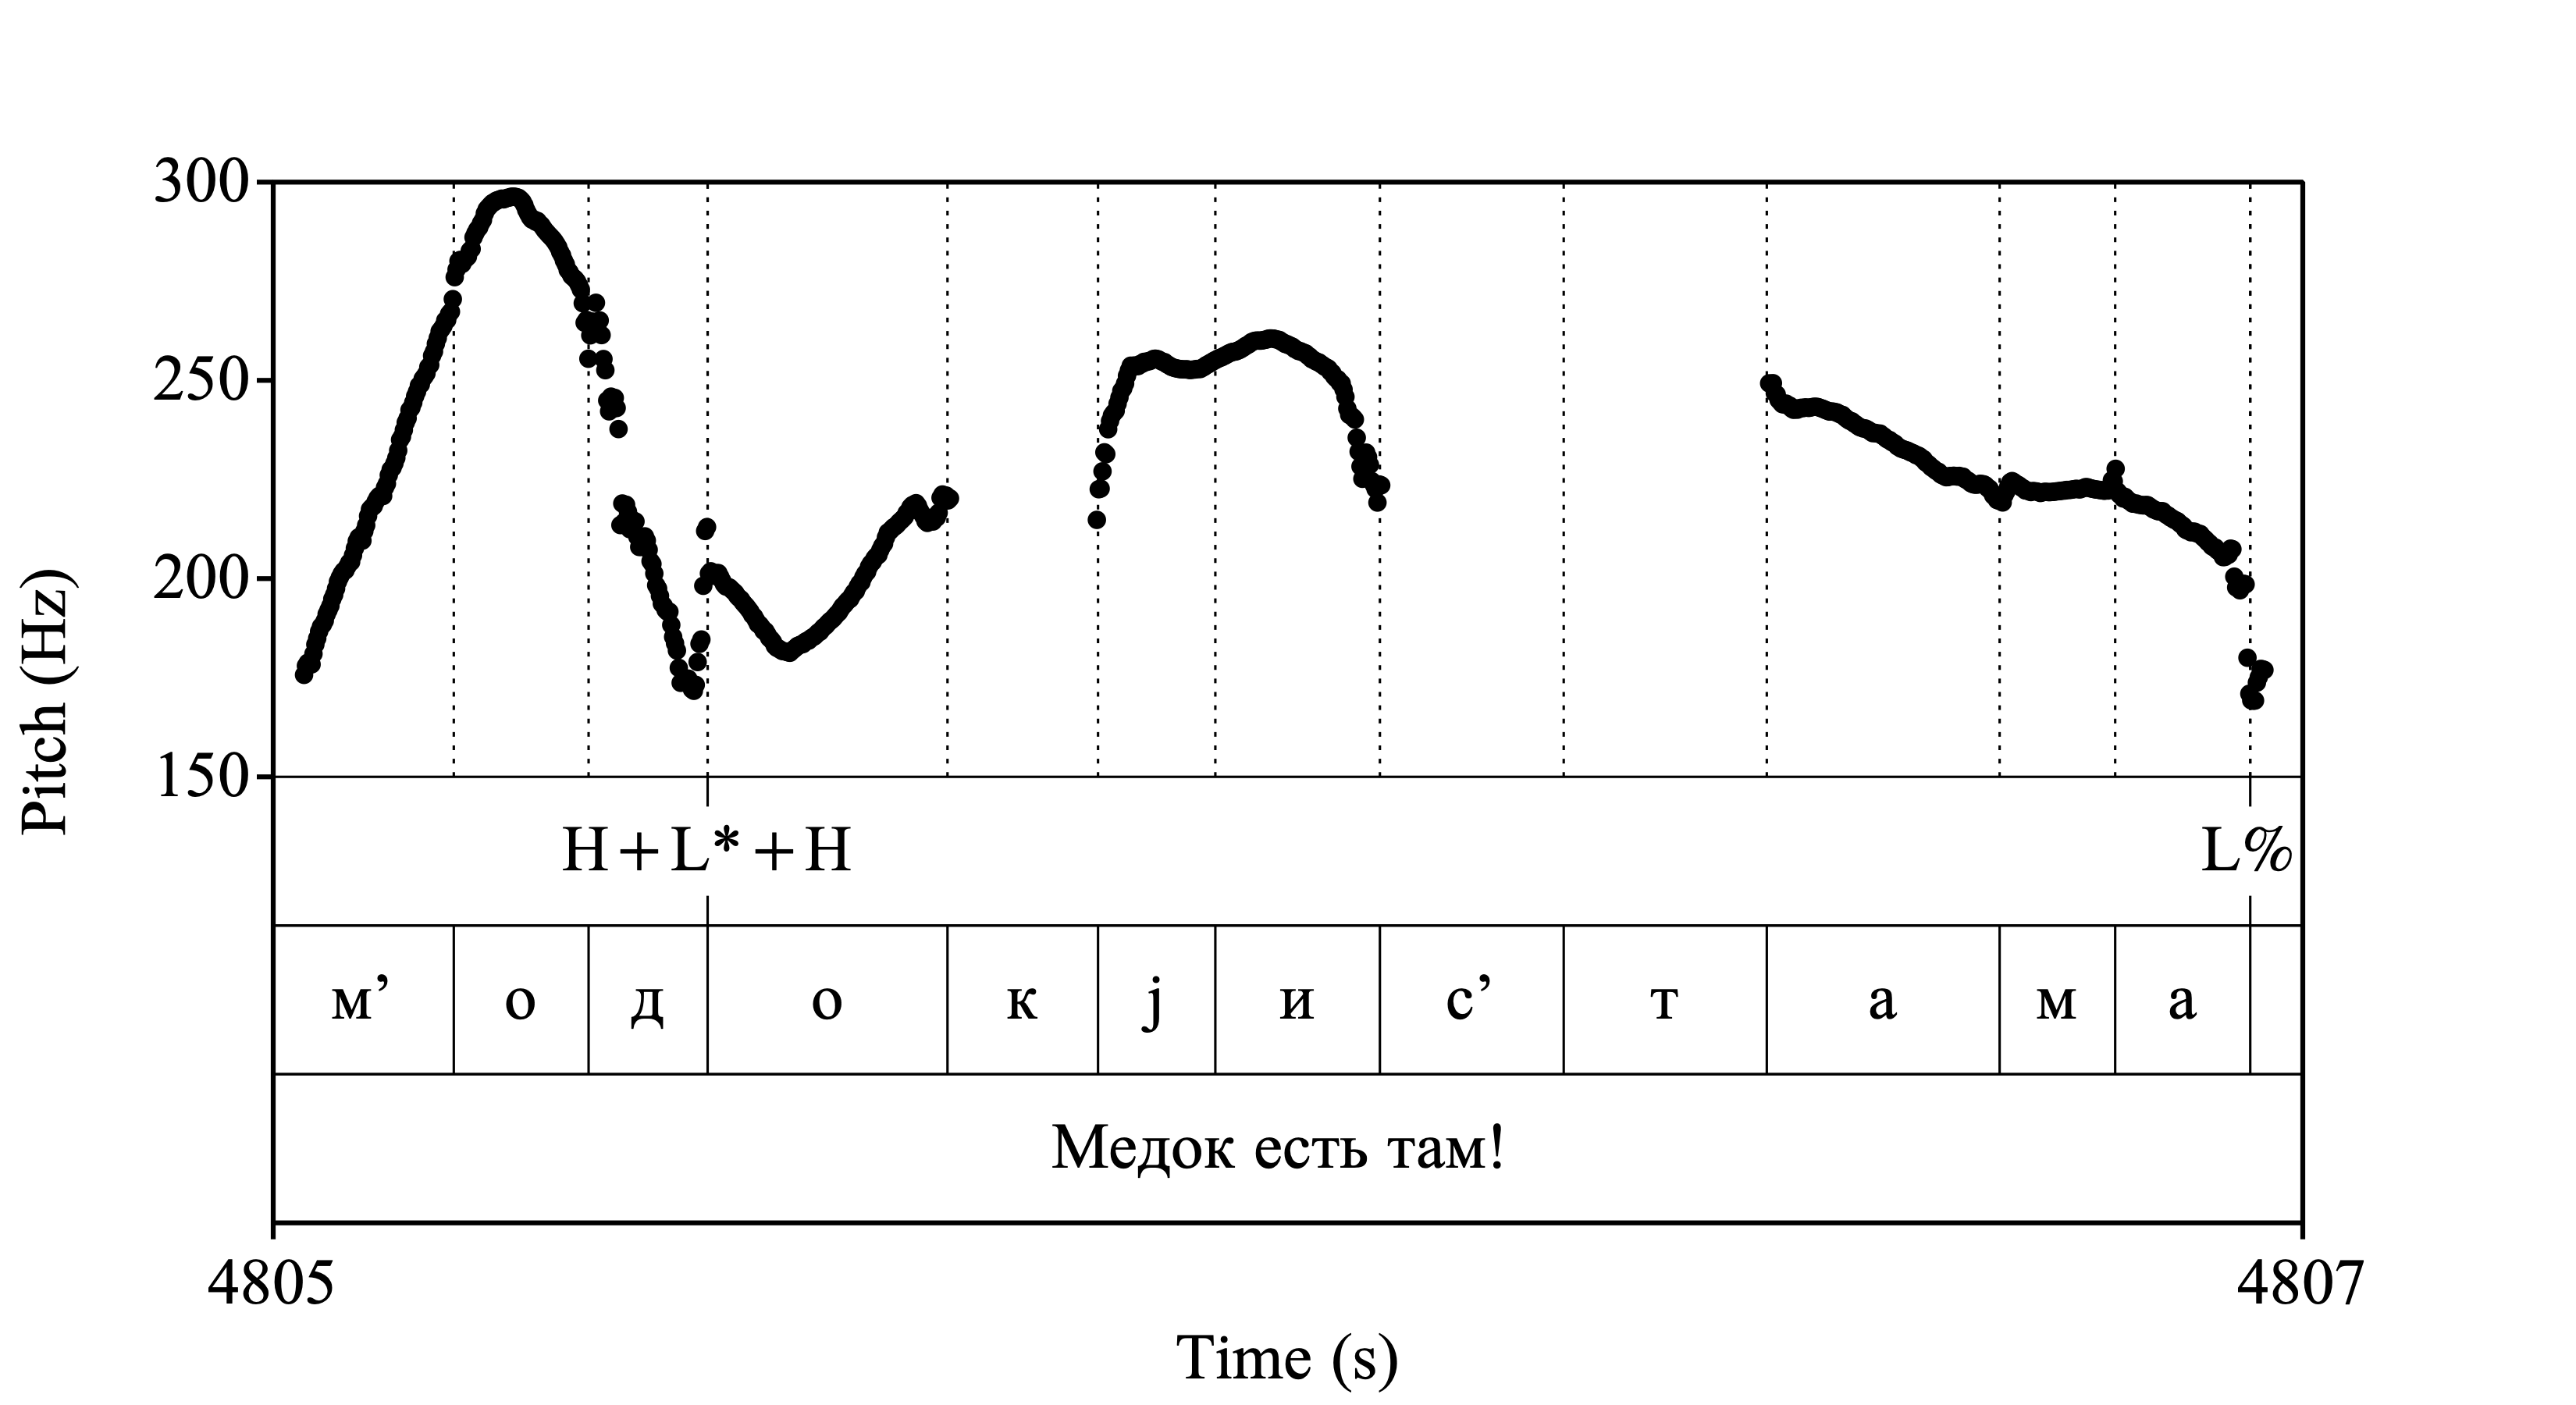 300
250
200
150
Pitch (Hz)
H+L*+H L%
м’ о д о к j и с’ т а м а
Медок есть там!
4805 4807
Time (s)